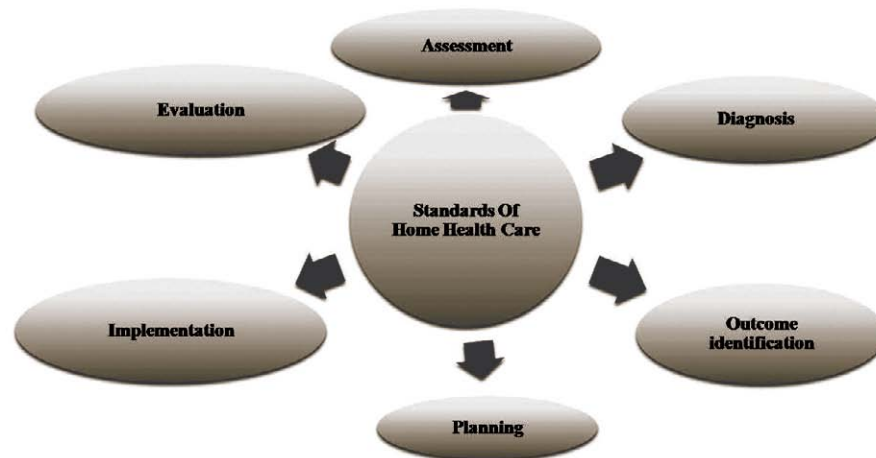 Assessment
Evaluation
Diagnosis
Standards Of
Home Health Care
Implementation
Outcome
identification
Planning